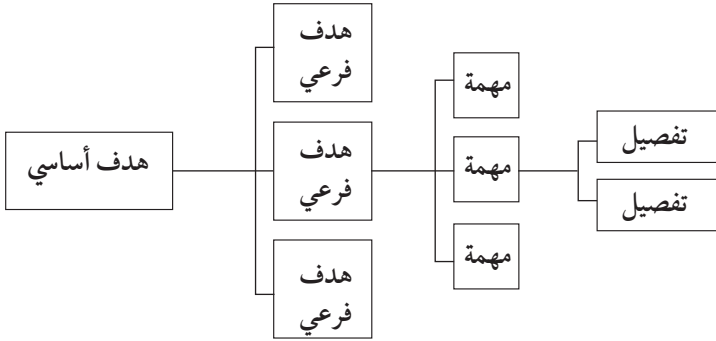 هدف أساسي
هدف
فرعي
هدف
فرعي
هدف
فرعي
مهمة
مهمة
مهمة
تفصيل
تفصيل